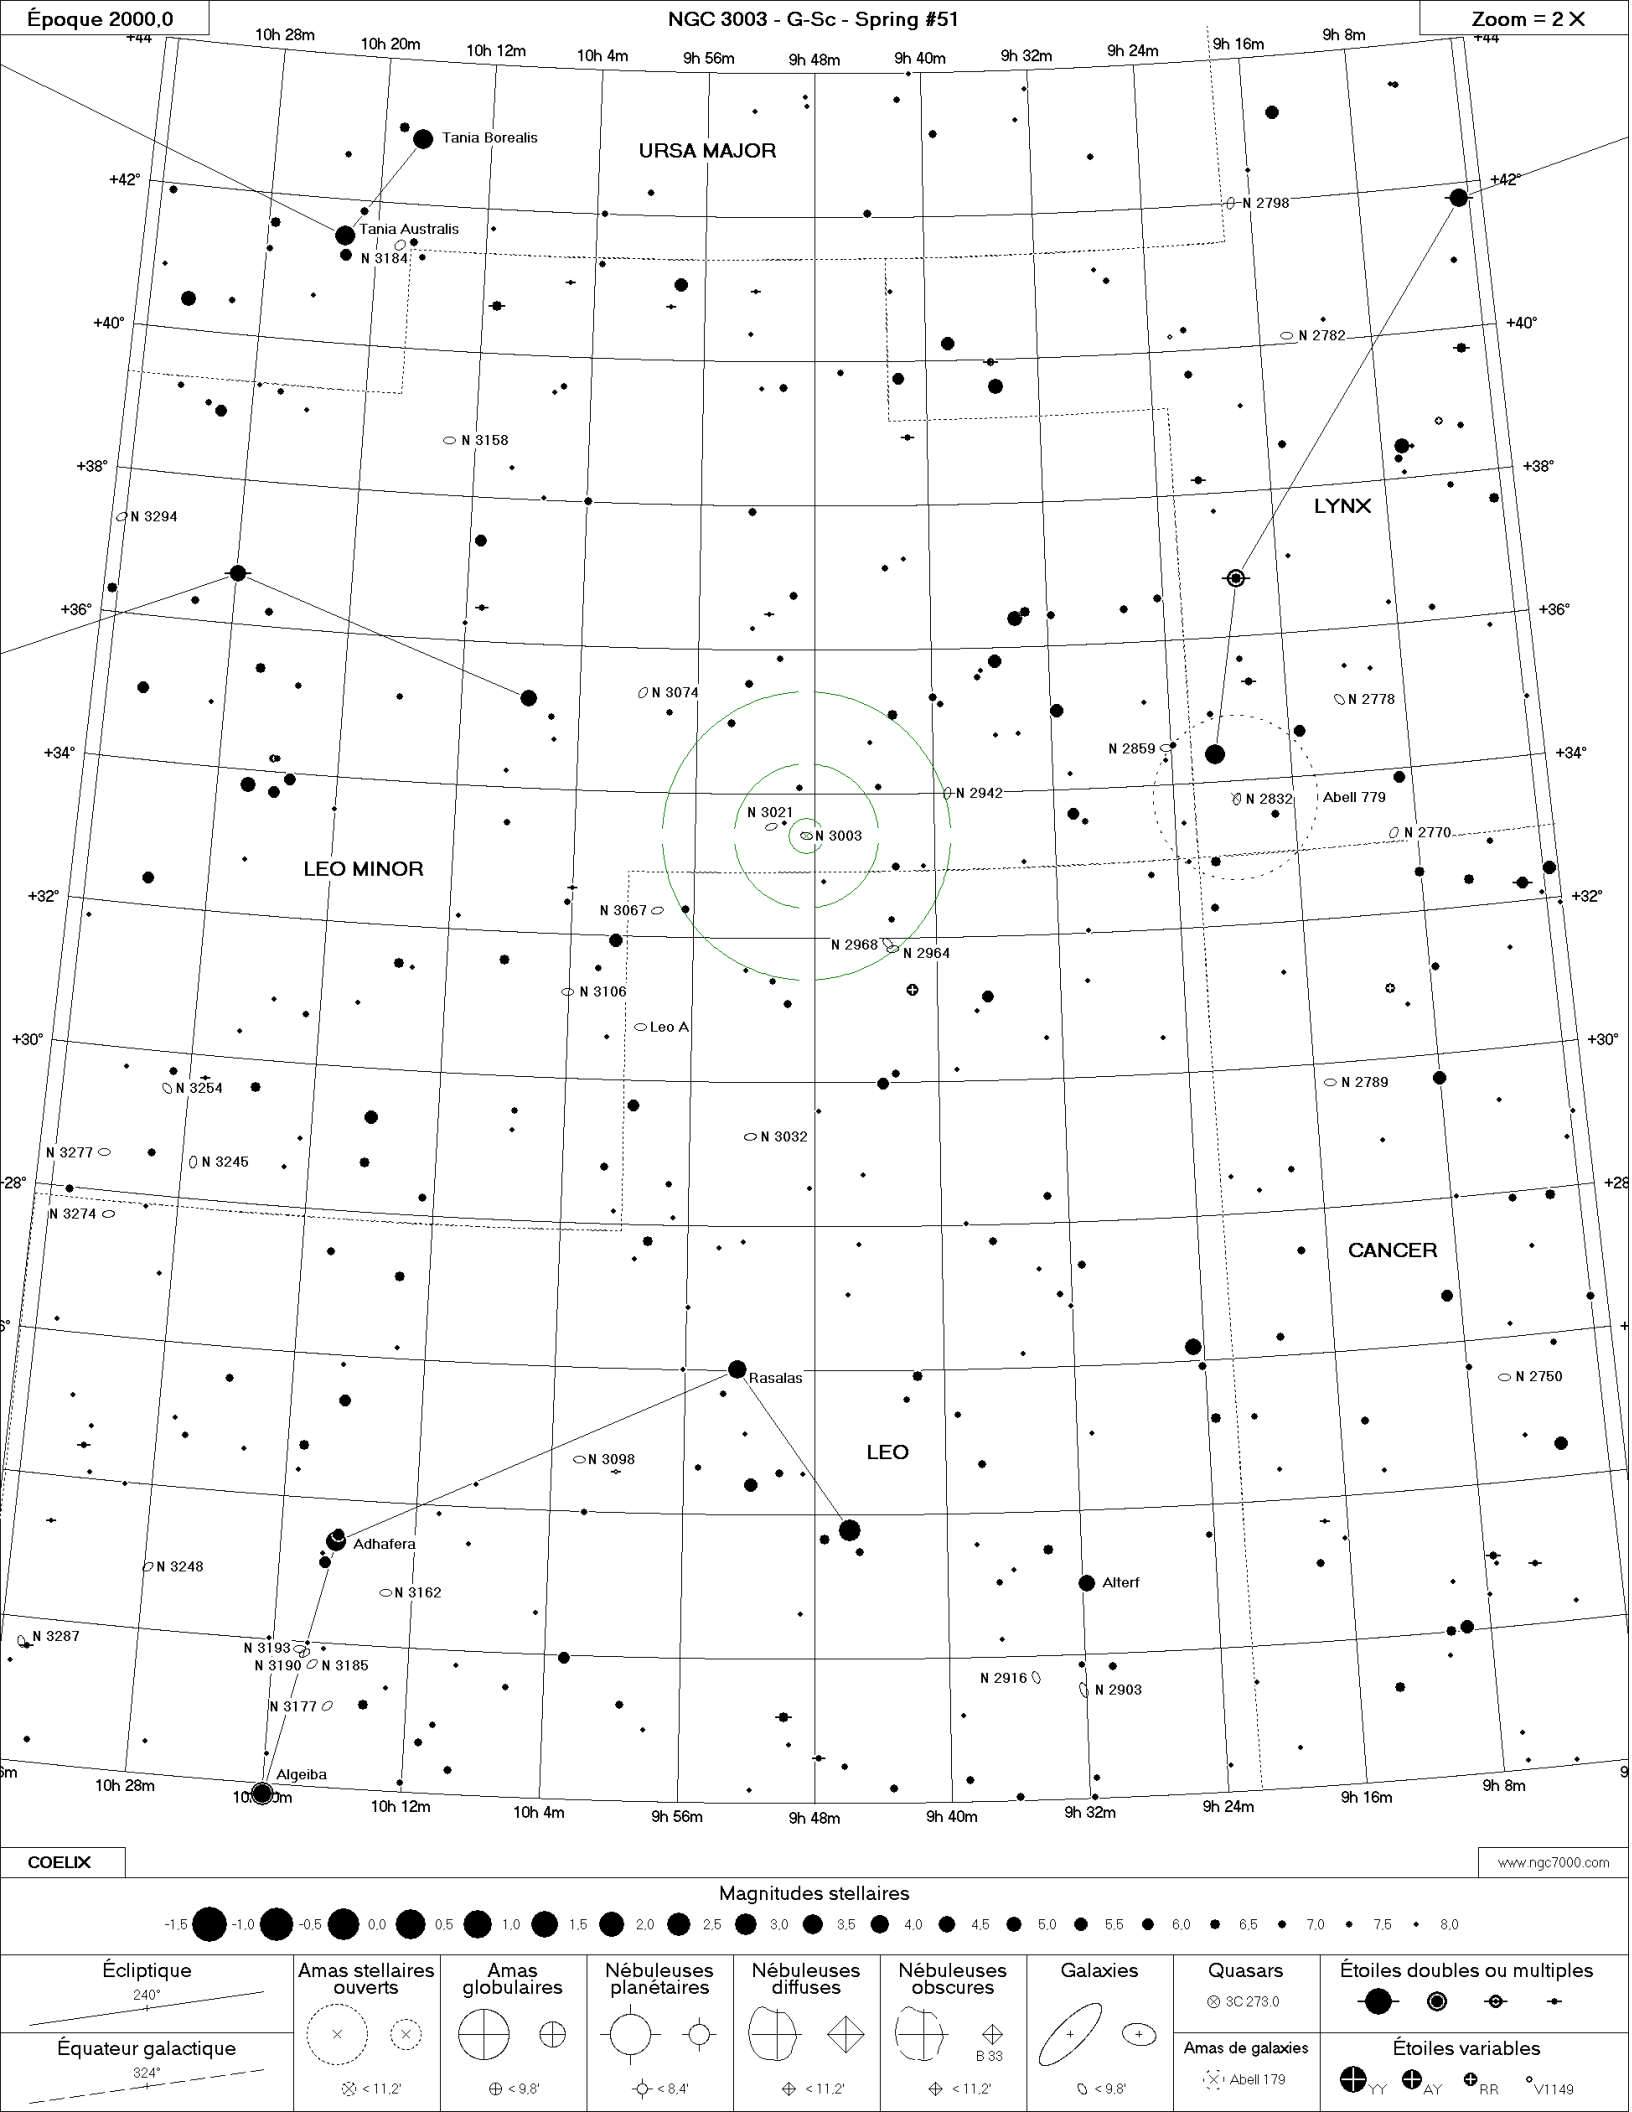 Époque 2000,0
NGC 3003 - G-Sc - Spring #51
Zoom = 2 X
+44
10h 28m
10h 20m
10h 12m
10h 4m
9h 56m
9h 48m
9h 40m
9h 32m
9h 24m
9h 16m
9h 8m
+44
Tania Borealis
URSA MAJOR
+42°
+42°
N 2798
Tania Australis
N 3184
+40°
+40°
N 2782
N 3158
+38°
+38°
N 3294
LYNX
+36°
+36°
N 3074
N 2778
+34°
N 2859
+34°
N 2942
N 2832
Abell 779
N 3021
N 3003
N 2770
LEO MINOR
+32°
+32°
N 3067
N 2968
N 2964
N 3106
Leo A
+30°
+30°
N 3254
N 2789
N 3032
N 3277
N 3245
-28°
+28
N 3274
CANCER
6°
+
Rasalas
N 2750
LEO
N 3098
Adhafera
N 3248
N 3162
Alterf
N 3287
N 3193
N 3190
N 3185
N 2916
N 2903
N 3177
6m
Algeiba
10h 28m
10h 12m
10h 4m
9h 56m
9h 48m
9h 40m
9h 32m
9h 24m
9h 16m
9h 8m
9
COELIX
www.ngc7000.com
Magnitudes stellaires
-1,5 -1,0 -0,5 0,0 0,5 1,0 1,5 2,0 2,5 3,0 3,5 4,0 4,5 5,0 5,5 6,0 6,5 7,0 7,5 8,0
Écliptique
240°
Équateur galactique
324°
Amas stellaires
ouverts
< 11,2'
Amas
globulaires
< 9,8'
Nébuleuses
planétaires
< 8,4'
Nébuleuses
diffuses
< 11,2'
Nébuleuses
obscures
B 33
< 11,2'
Galaxies
< 9,8'
Quasars
3C 273.0
Amas de galaxies
Abell 179
Étoiles doubles ou multiples
Étoiles variables
YY
AY
RR
V1149